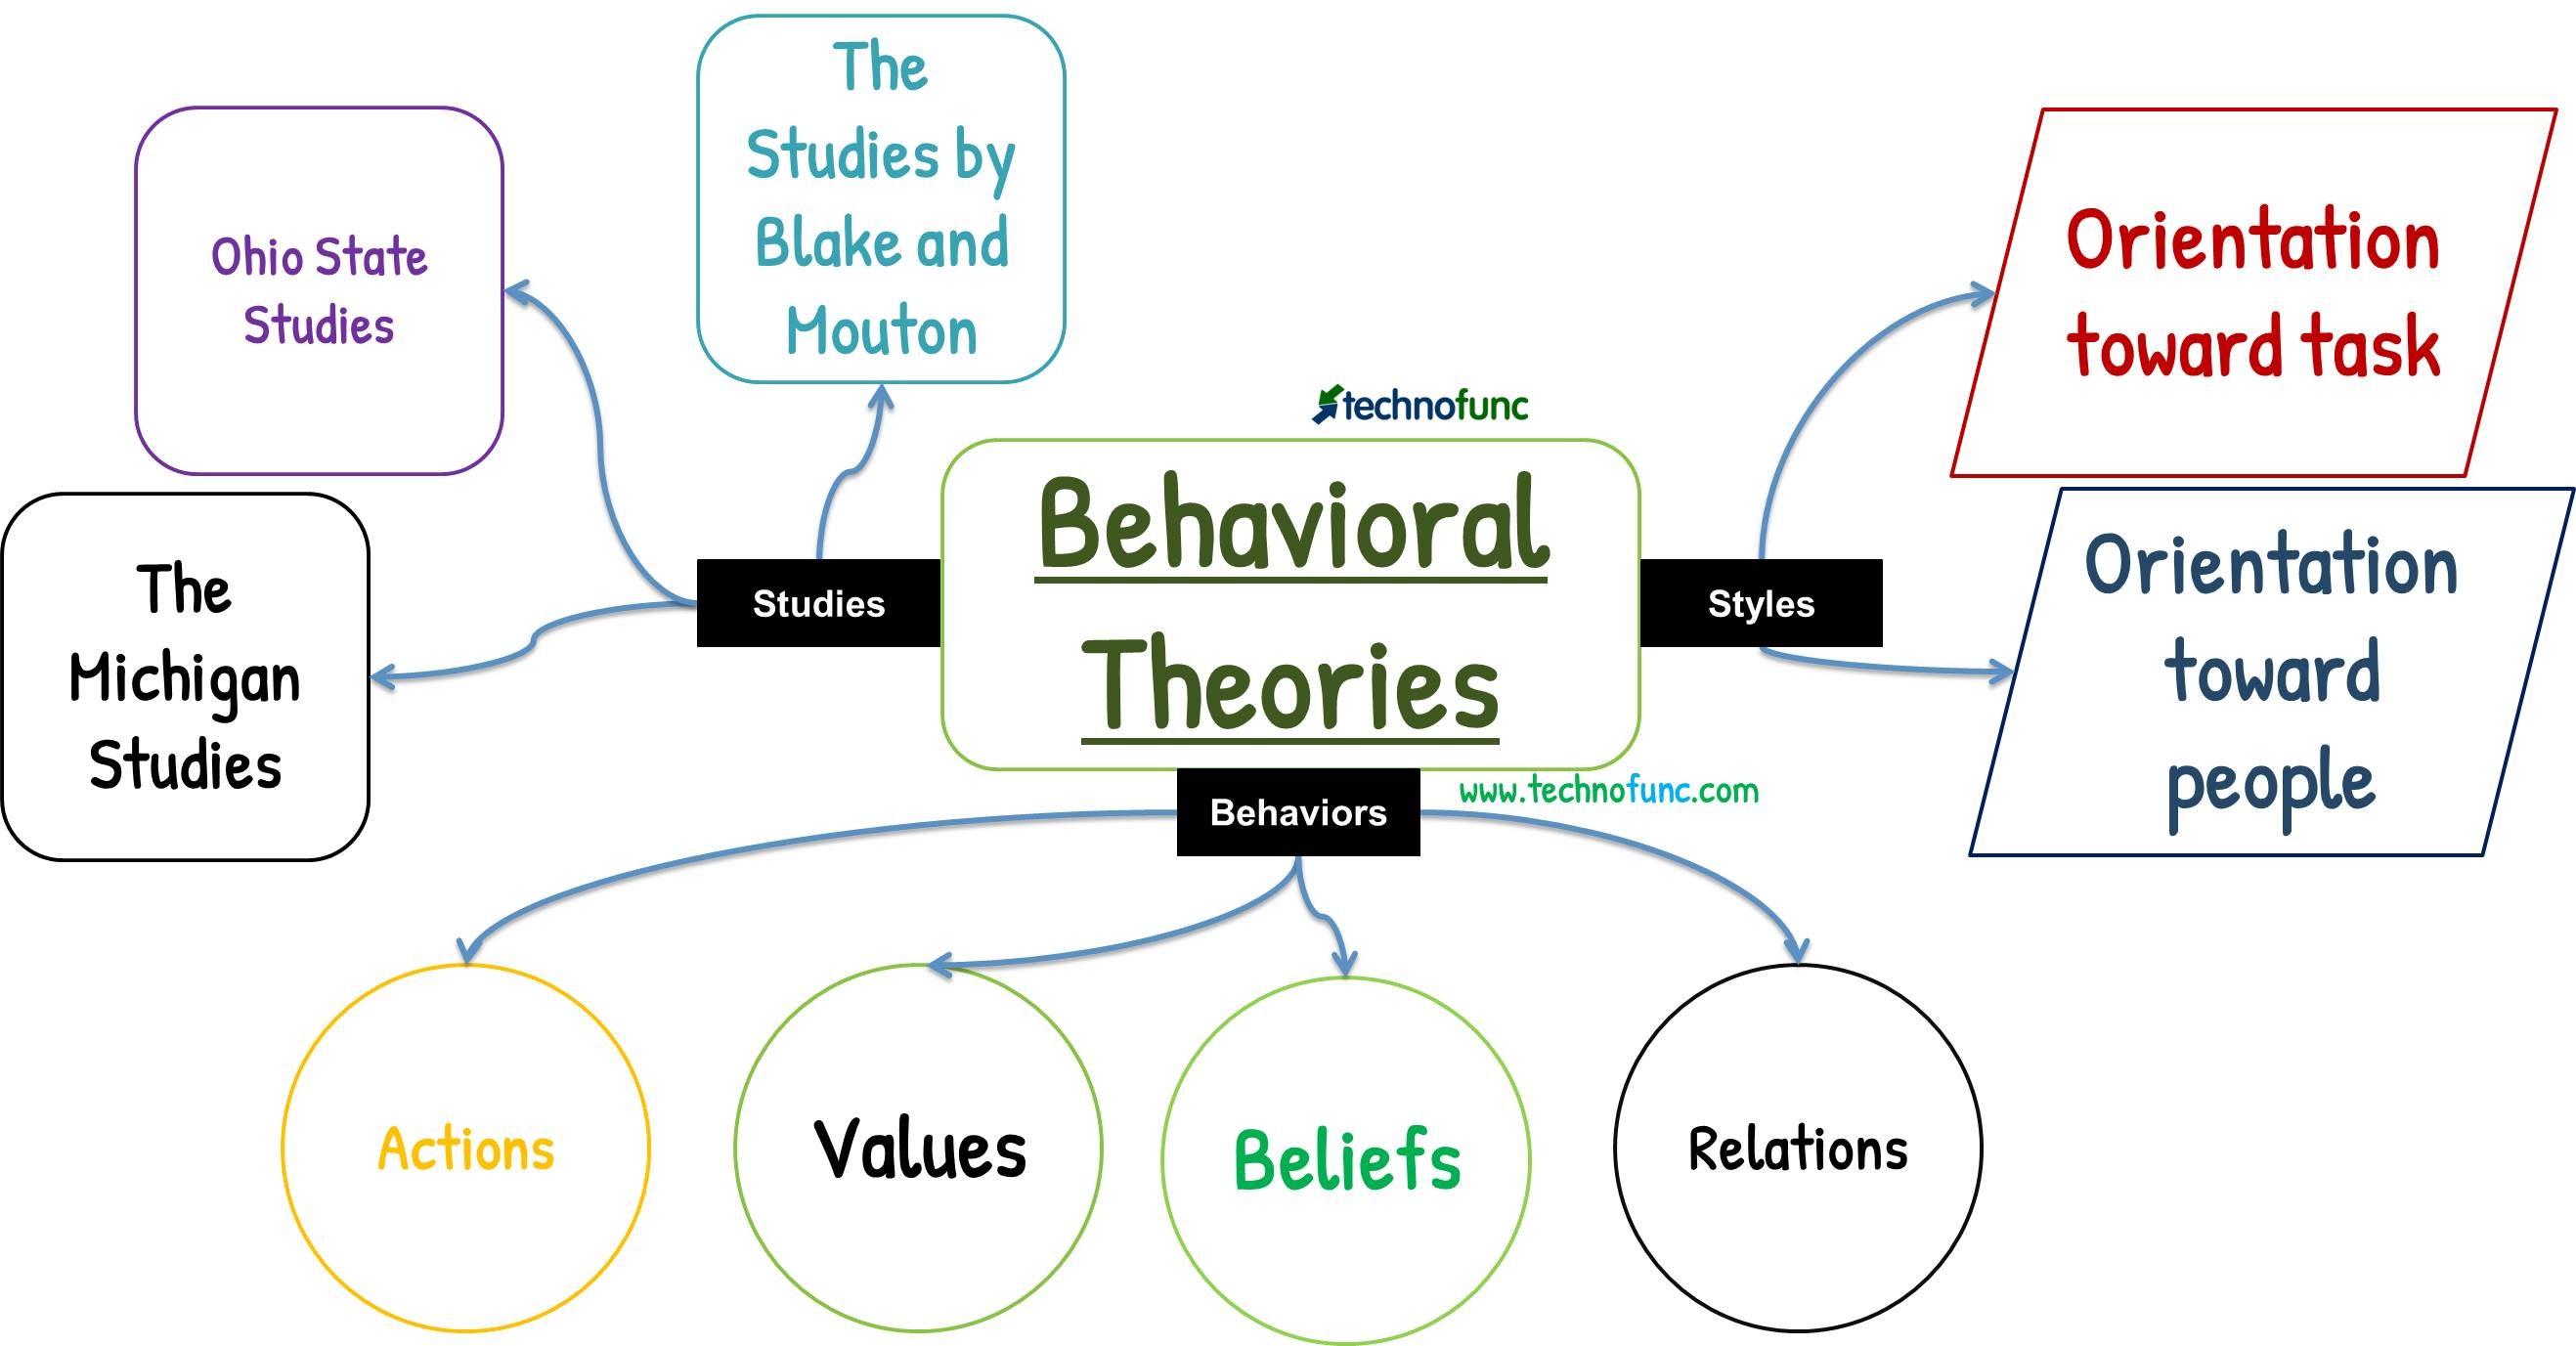 The
Studies by
Blake and
Mouton
Ohio State
Studies
Orientation
toward task
technofunc
Behavioral
Theories
The
Michigan
Studies
Studies
Styles
Orientation
toward
people
Behaviors
www.technofunc.com
Actions
Values
Beliefs
Relations